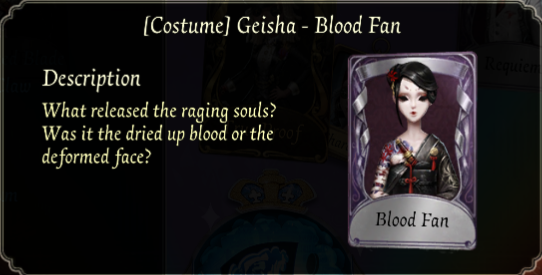 [Costume] Geisha - Blood Fan
Description
What released the raging souls?
Was it the dried up blood or the
deformed face?
Blood Fan